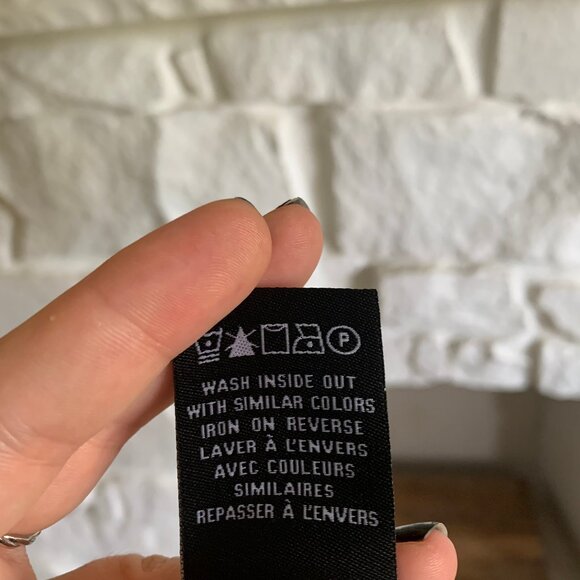 P
WASH INSIDE OUT
WITH SIMILAR COLORS
IRON ON REVERSE
LAVER À L'ENVERS
AVEC COULEURS
SIMILAIRES
REPASSER À L'ENVERS